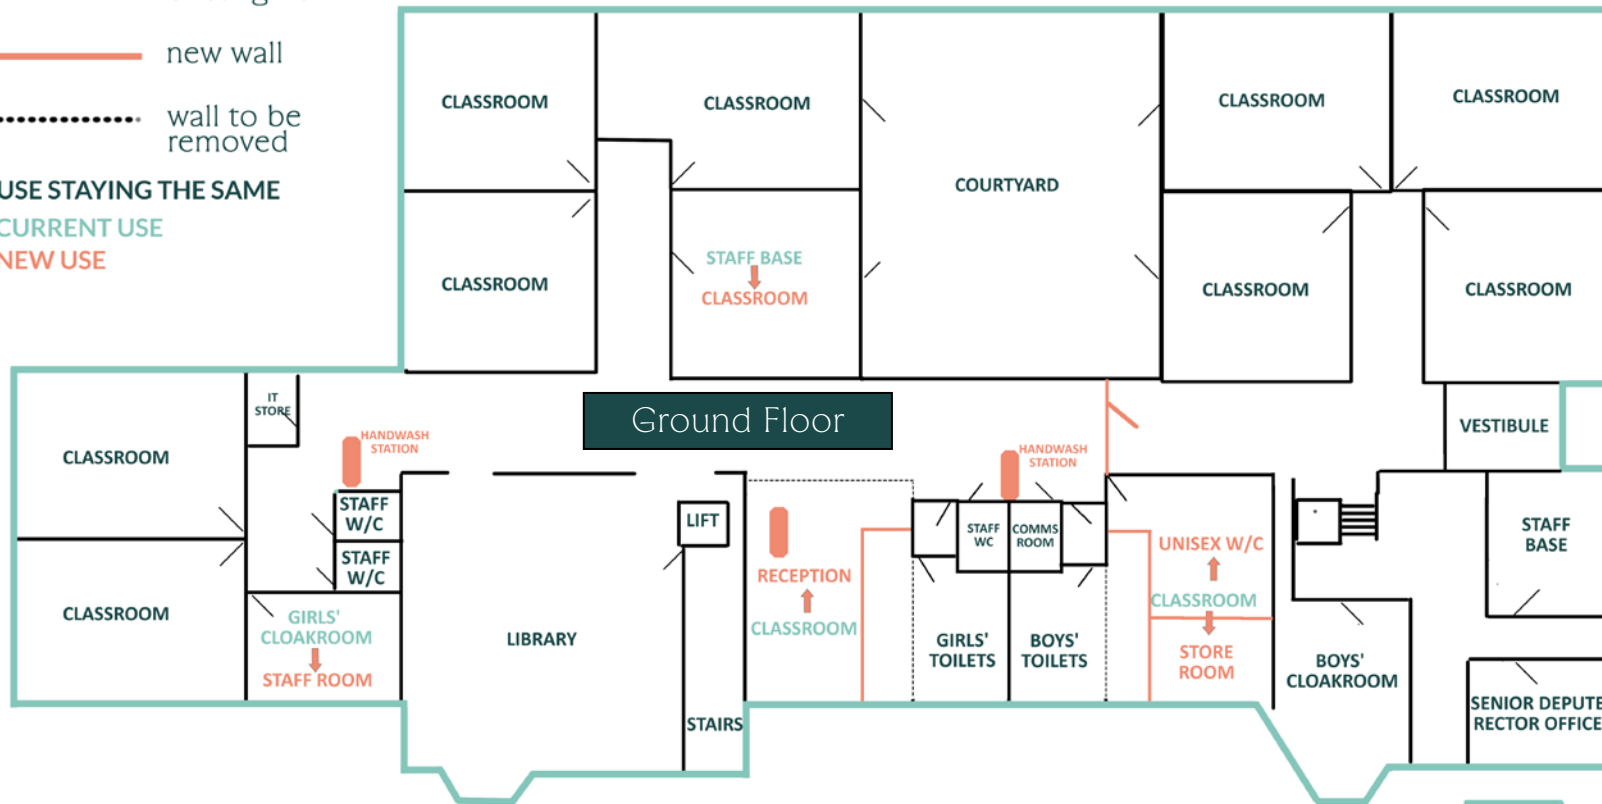 new wall
wall to be
removed
USE STAYING THE SAME
CURRENT USE
NEW USE
CLASSROOM
CLASSROOM
CLASSROOM
CLASSROOM
COURTYARD
CLASSROOM
STAFF BASE
CLASSROOM
CLASSROOM
CLASSROOM
IT
STORE
Ground Floor
VESTIBULE
HANDWASH
STATION
HANDWASH
STATION
CLASSROOM
STAFF
W/C
STAFF
W/C
LIFT
STAFF
WC
COMMS
ROOM
UNISEX W/C
STAFF
BASE
RECEPTION
CLASSROOM
CLASSROOM
CLASSROOM
GIRLS'
CLOAKROOM
STAFF ROOM
LIBRARY
GIRLS'
TOILETS
BOYS'
TOILETS
STORE
ROOM
BOYS'
CLOAKROOM
STAIRS
SENIOR DEPUTE
RECTOR OFFICE